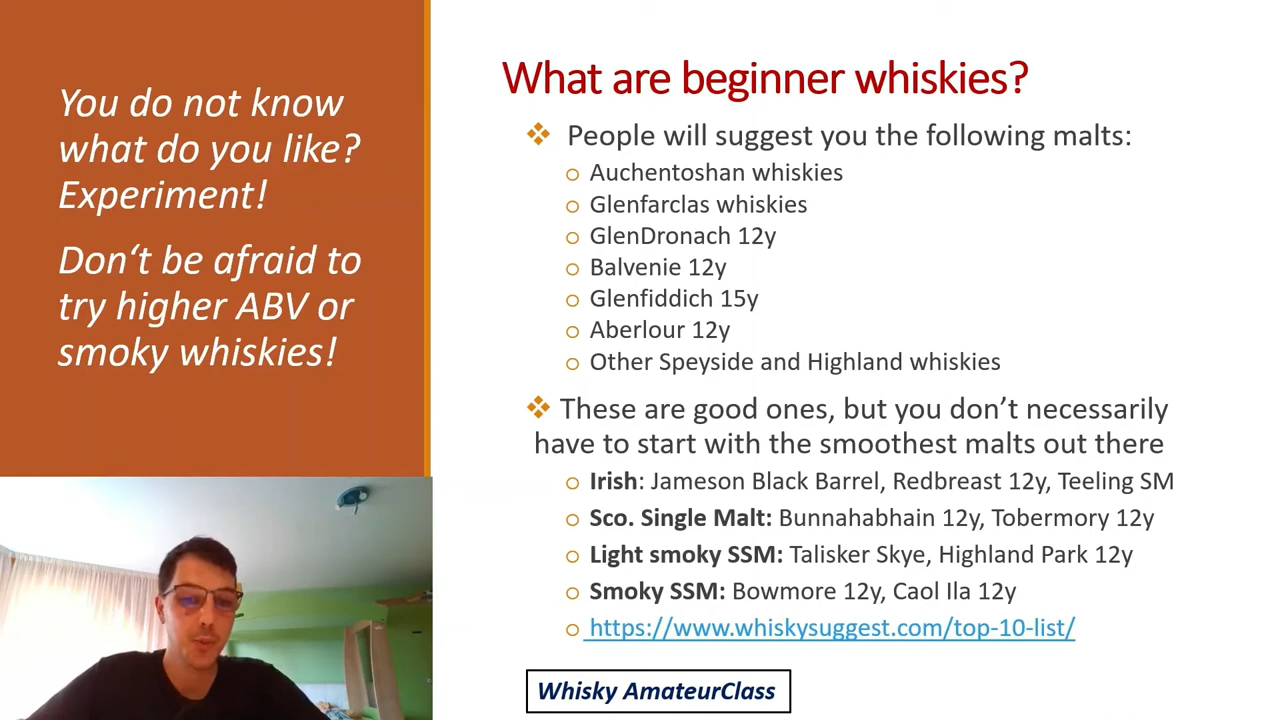 You do not know
what do you like?
Experiment!
Don‘t be afraid to
try higher ABV or
smoky whiskies!
What are beginner whiskies?
❖ People will suggest you the following malts:
o Auchentoshan whiskies
o Glenfarclas whiskies
o GlenDronach 12y
o Balvenie 12y
o Glenfiddich 15y
o Aberlour 12y
o Other Speyside and Highland whiskies
❖ These are good ones, but you don’t necessarily
have to start with the smoothest malts out there
o Irish: Jameson Black Barrel, Redbreast 12y, Teeling SM
o Sco. Single Malt: Bunnahabhain 12y, Tobermory 12y
o Light smoky SSM: Talisker Skye, Highland Park 12y
o Smoky SSM: Bowmore 12y, Caol Ila 12y
o https://www.whiskysuggest.com/top-10-list/
Whisky AmateurClass